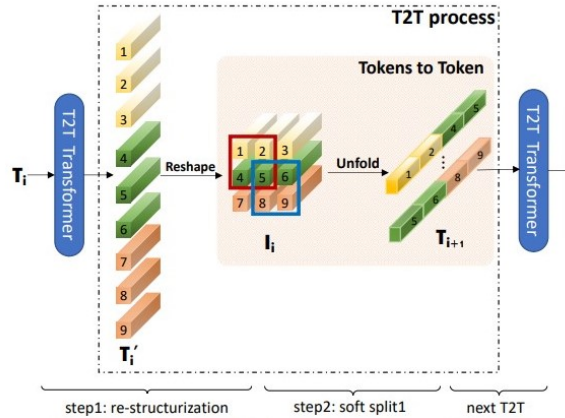 T2T process
Tokens to Token
1
2
3
4
5
6
7
8
9
T2T Transformer
Tᵢ
Reshape
1 2 3
4 5 6
7 8 9
Iᵢ
Unfold
1 2 4 5
5 6 8 9
Tᵢ₊₁
T2T Transformer
Tᵢ′
step1: re-structurization
step2: soft split1
next T2T